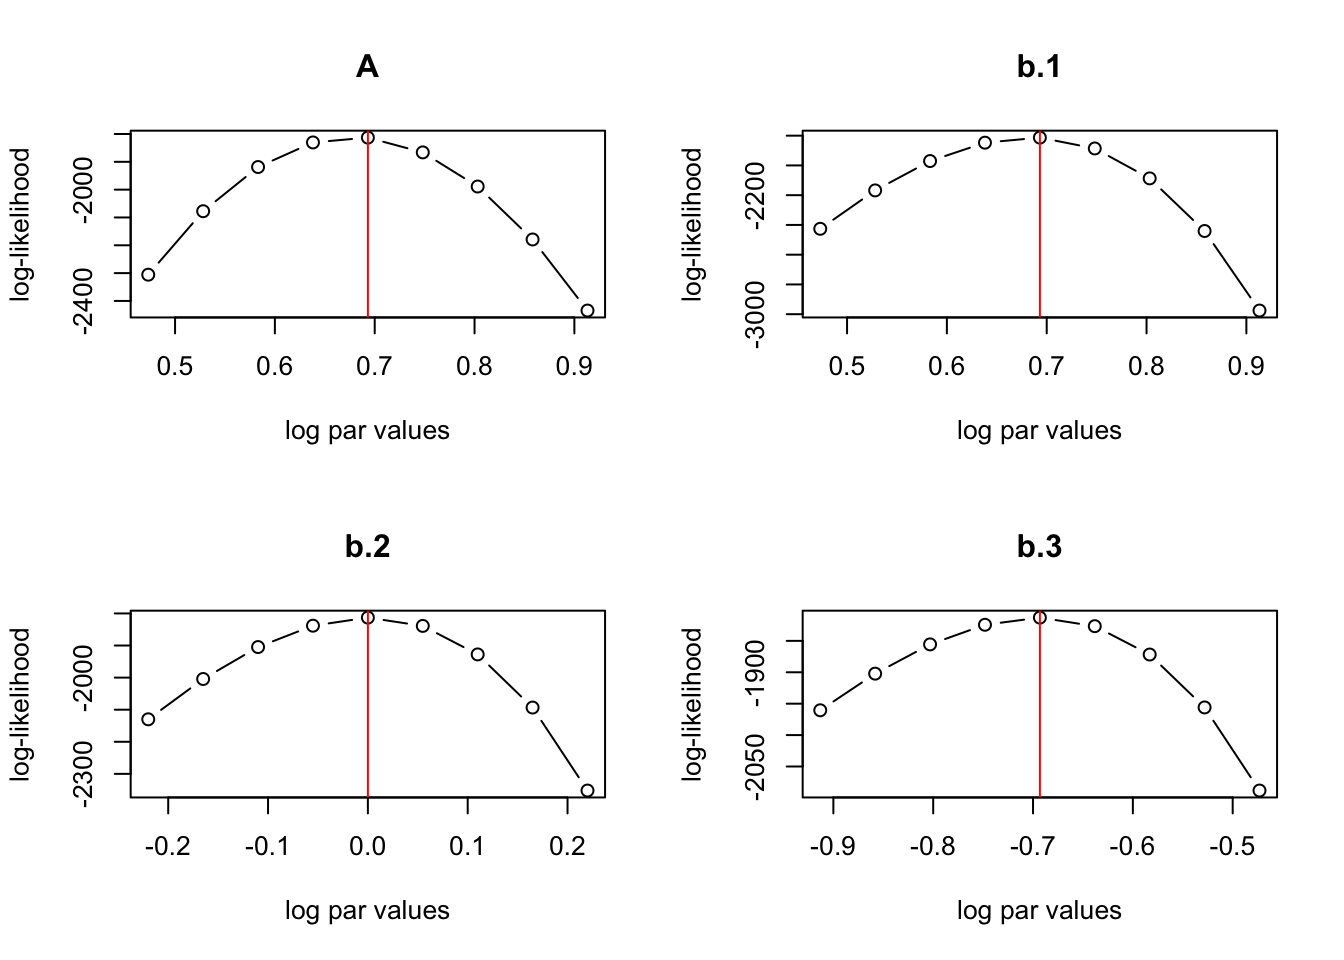 A
log-likelihood
-2000
-2400
0.5 0.6 0.7 0.8 0.9
log par values
b.1
log-likelihood
-2200
-3000
0.5 0.6 0.7 0.8 0.9
log par values
b.2
log-likelihood
-2000
-2300
-0.2 -0.1 0.0 0.1 0.2
log par values
b.3
log-likelihood
-1900
-2050
-0.9 -0.8 -0.7 -0.6 -0.5
log par values